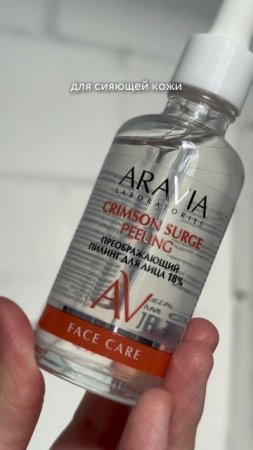 для сияющей кожи
ARAVIA
LABORATORIES
CRIMSON SURGE
PEELING
ПРЕОБРАЖАЮЩИЙ
ПИЛИНГ ДЛЯ ЛИЦА 18%
AV
FACE CARE